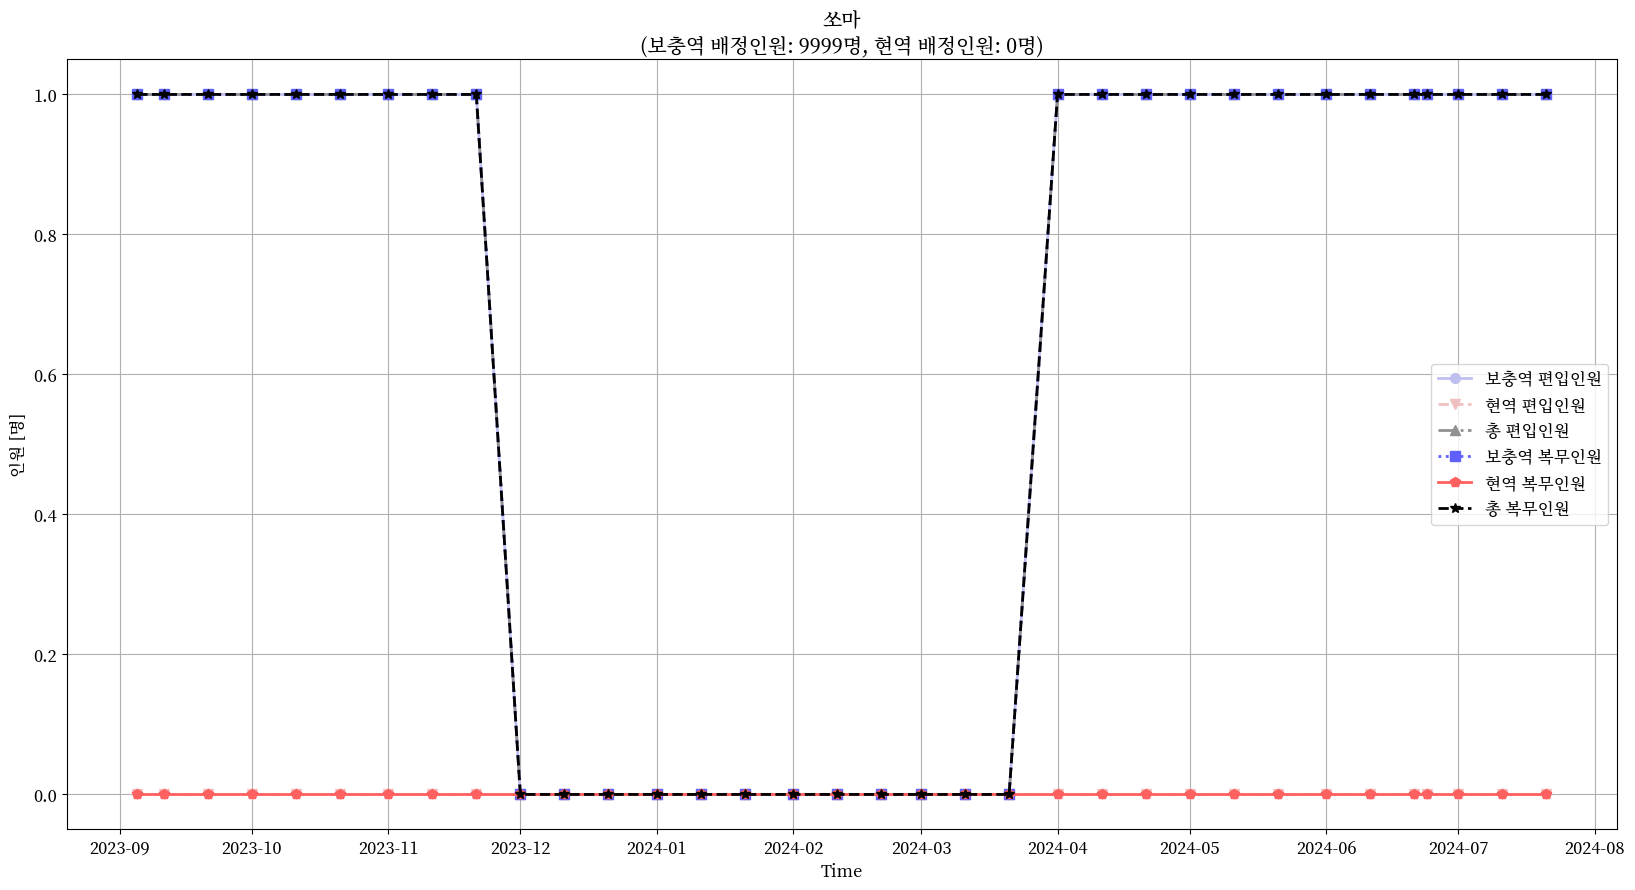 쏘마
(보충역 배정인원: 9999명, 현역 배정인원: 0명)
인원 [명]
1.0
0.8
0.6
0.4
0.2
0.0
보충역 편입인원
현역 편입인원
총 편입인원
보충역 복무인원
현역 복무인원
총 복무인원
2023-09
2023-10
2023-11
2023-12
2024-01
2024-02
2024-03
2024-04
2024-05
2024-06
2024-07
2024-08
Time